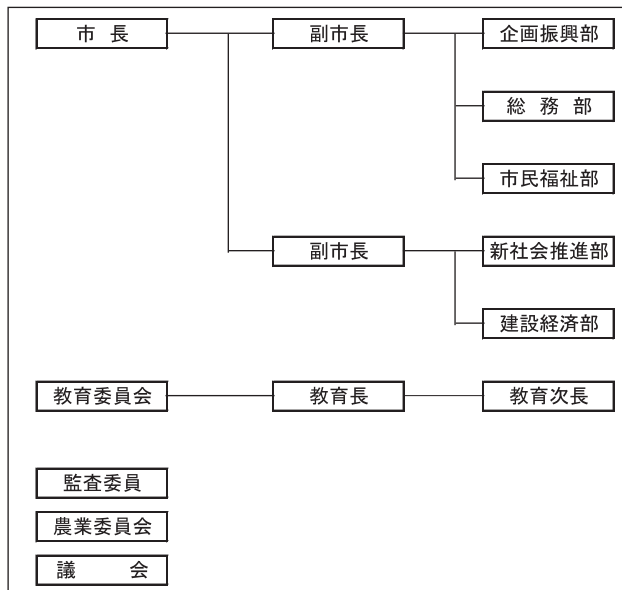 市長 副市長 企画振興部
総務部
市民福祉部
副市長 新社会推進部
建設経済部
教育委員会 教育長 教育次長
監査委員
農業委員会
議会